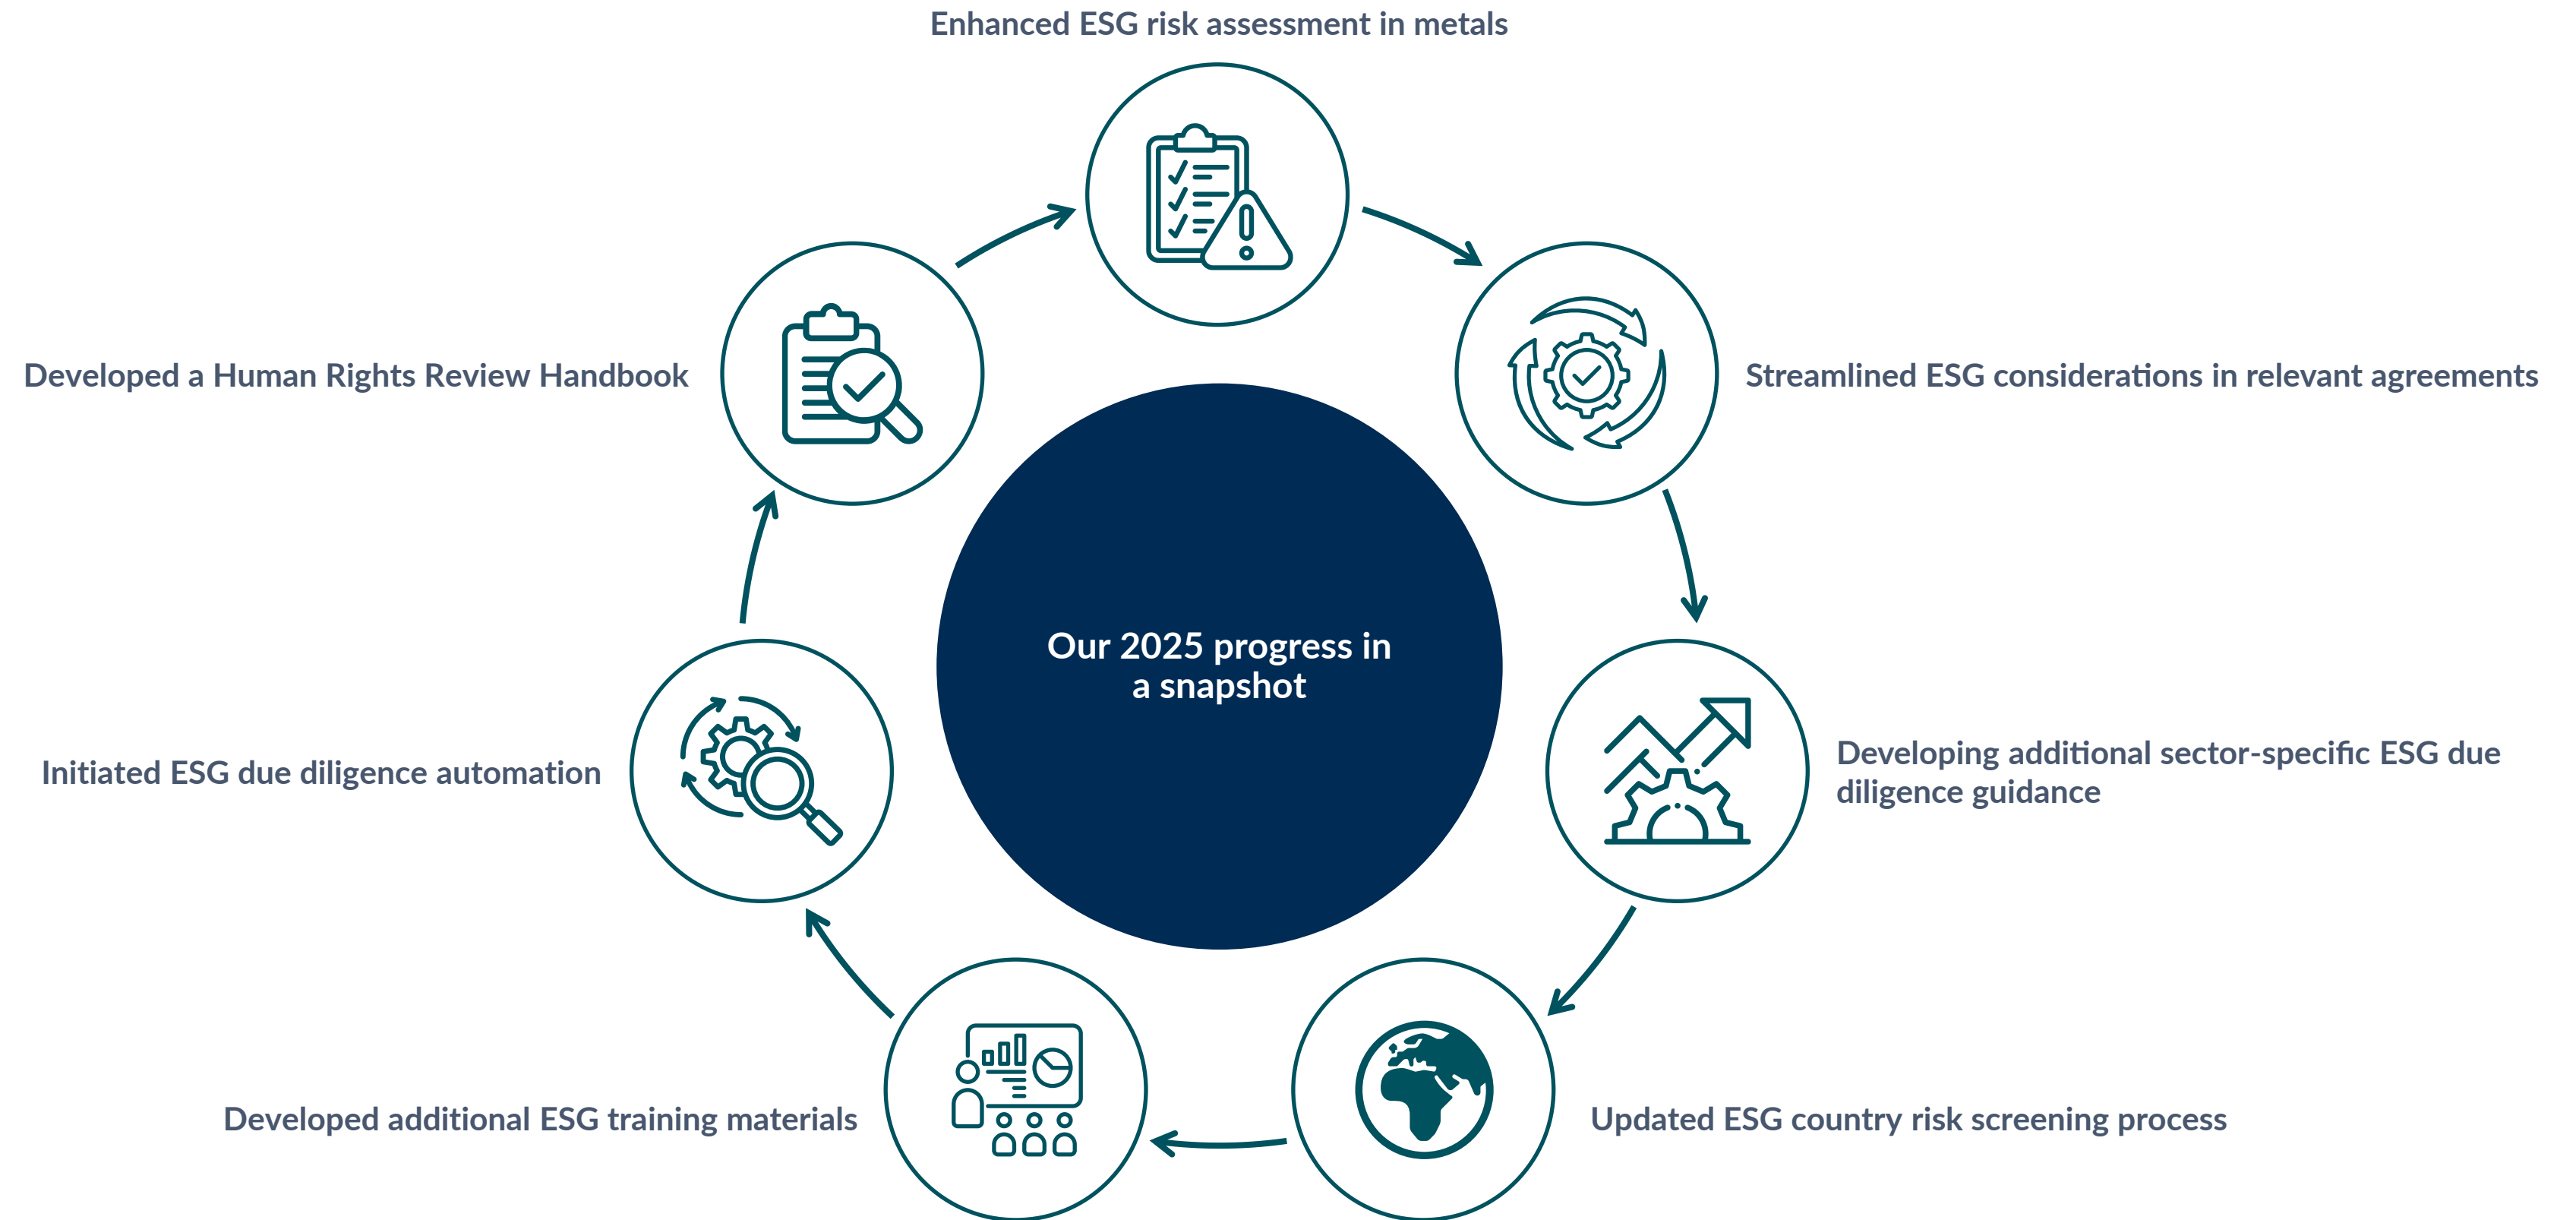 Enhanced ESG risk assessment in metals
Streamlined ESG considerations in relevant agreements
Developing additional sector-specific ESG due
diligence guidance
Updated ESG country risk screening process
Developed additional ESG training materials
Initiated ESG due diligence automation
Developed a Human Rights Review Handbook
Our 2025 progress in
a snapshot